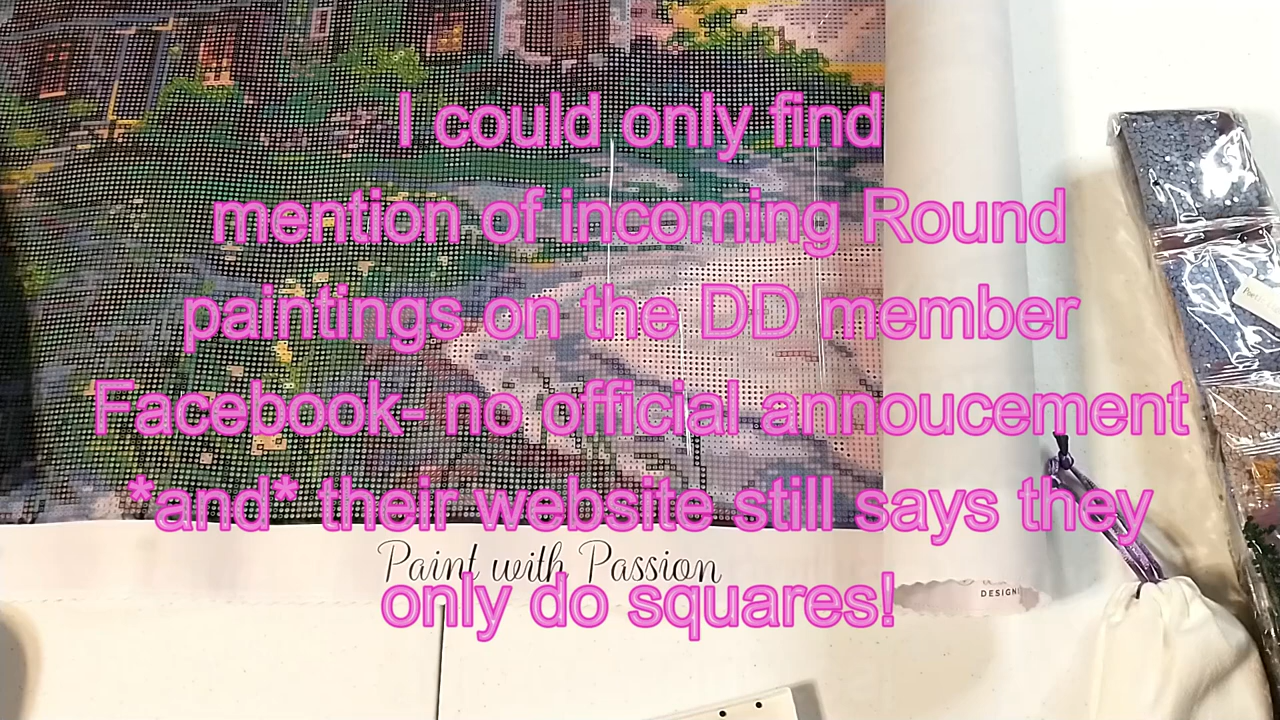 I could only find
mention of incoming Round
paintings on the DD member
Facebook- no official annoucement
*and* their website still says they
Paint with Passion
only do squares!
DESIGN